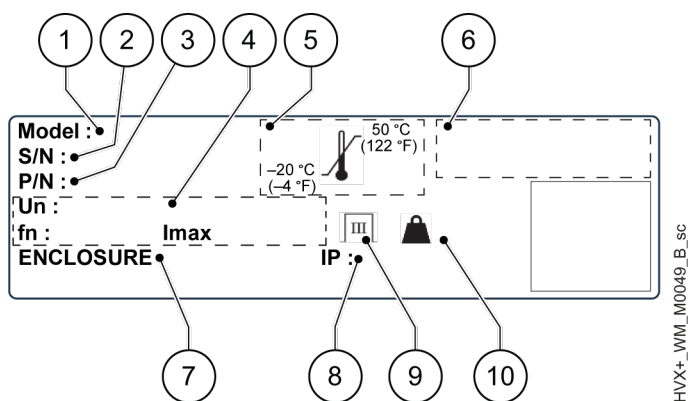 1 2 3 4 5 6
Model :
S/N :
P/N :
50 °C
(122 °F)
–20 °C
(–4 °F)
Un :
fn : Imax
III
ENCLOSURE IP :
7 8 9 10
HVX+_WM_M0049_B_sc